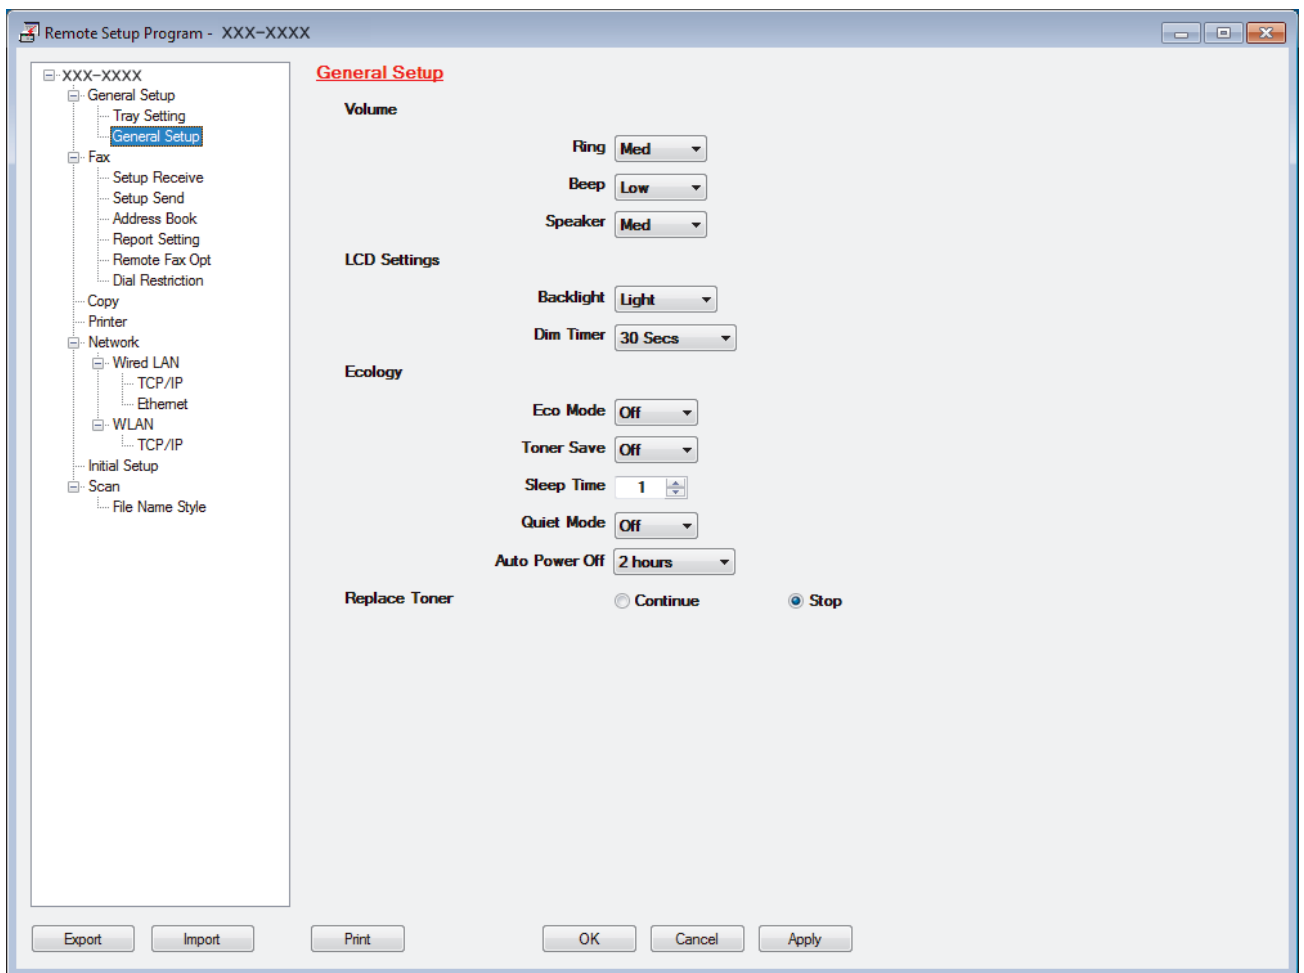 Remote Setup Program - XXX-XXXX
XXX-XXXX
General Setup
Tray Setting
General Setup
Fax
Setup Receive
Setup Send
Address Book
Report Setting
Remote Fax Opt
Dial Restriction
Copy
Printer
Network
Wired LAN
TCP/IP
Ethernet
WLAN
TCP/IP
Initial Setup
Scan
File Name Style
General Setup
Volume
Ring Med
Beep Low
Speaker Med
LCD Settings
Backlight Light
Dim Timer 30 Secs
Ecology
Eco Mode Off
Toner Save Off
Sleep Time 1
Quiet Mode Off
Auto Power Off 2 hours
Replace Toner Continue Stop
Export Import Print OK Cancel Apply